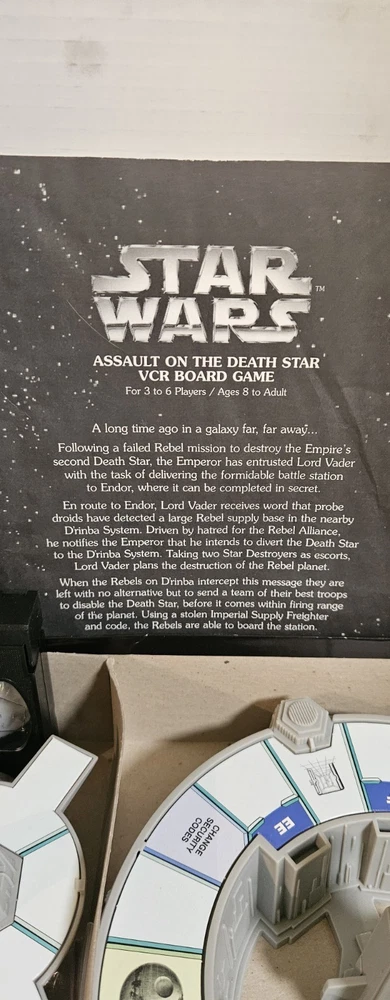 STAR
WARS™
ASSAULT ON THE DEATH STAR
VCR BOARD GAME
For 3 to 6 Players / Ages 8 to Adult
A long time ago in a galaxy far, far away...
Following a failed Rebel mission to destroy the Empire's
second Death Star, the Emperor has entrusted Lord Vader
with the task of delivering the formidable battle station
to Endor, where it can be completed in secret.
En route to Endor, Lord Vader receives word that probe
droids have detected a large Rebel supply base in the nearby
D'rinba System. Driven by hatred for the Rebel Alliance,
he notifies the Emperor that he intends to divert the Death Star
to the D'rinba System. Taking two Star Destroyers as escorts,
Lord Vader plans the destruction of the Rebel planet.
When the Rebels on D'rinba intercept this message they are
left with no alternative but to send a team of their best troops
to disable the Death Star, before it comes within firing range
of the planet. Using a stolen Imperial Supply Freighter
and code, the Rebels are able to board the station.
CHANGE
SECURITY
CODES
EE